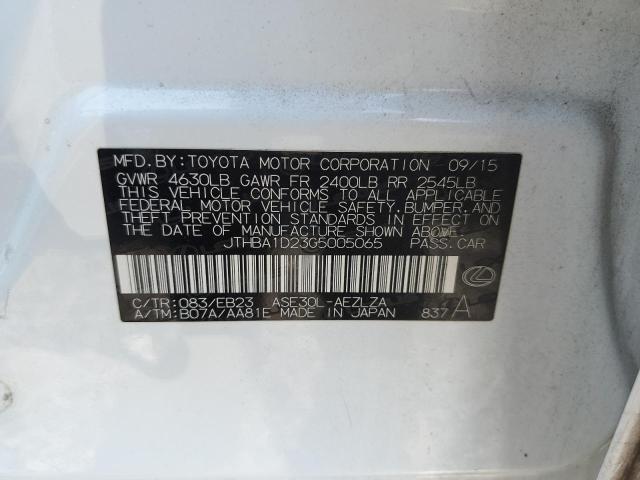 MFD. BY: TOYOTA MOTOR CORPORATION 09/15
GVWR 4630LB GAWR FR 2400LB RR 2545LB
THIS VEHICLE CONFORMS TO ALL APPLICABLE
FEDERAL MOTOR VEHICLE SAFETY, BUMPER, AND
THEFT PREVENTION STANDARDS IN EFFECT ON
THE DATE OF MANUFACTURE SHOWN ABOVE.
JTHBA1D23G5005065 PASS. CAR
C/TR: 083/EB23 ASE30L-AEZLZA
A/TM: B07A/AA81E MADE IN JAPAN 837 A